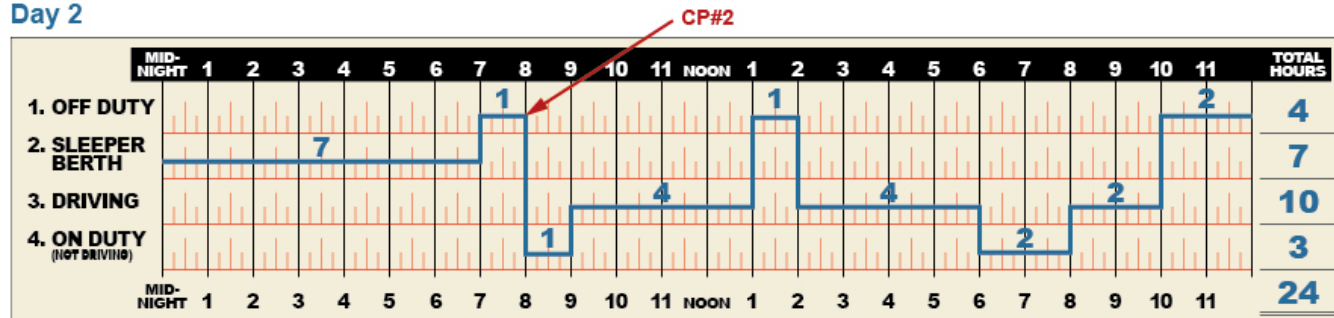 Day 2
CP#2
MID-NIGHT 1 2 3 4 5 6 7 8 9 10 11 NOON 1 2 3 4 5 6 7 8 9 10 11 TOTAL HOURS
1. OFF DUTY 1 1 2 4
2. SLEEPER BERTH 7 7
3. DRIVING 4 4 2 10
4. ON DUTY (NOT DRIVING) 1 2 3
MID-NIGHT 1 2 3 4 5 6 7 8 9 10 11 NOON 1 2 3 4 5 6 7 8 9 10 11 24